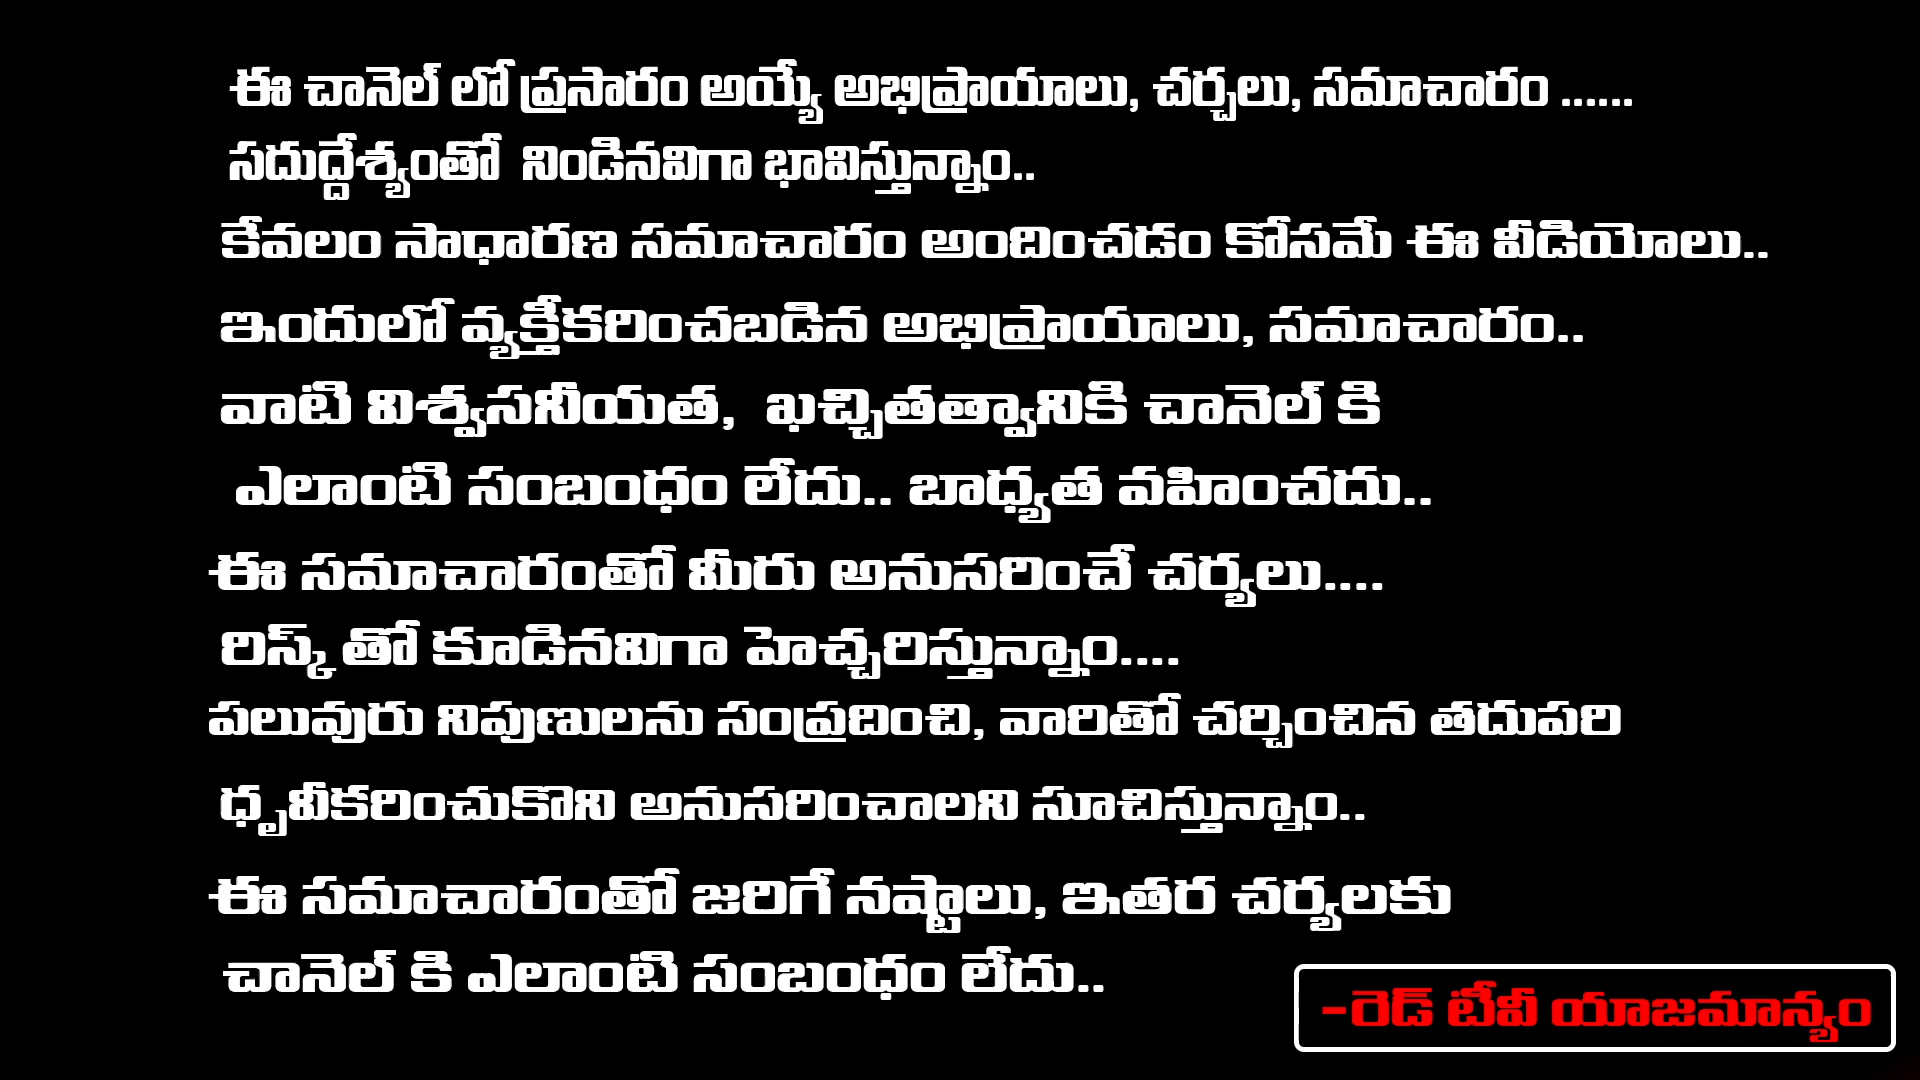 ఈ చానెల్ లో ప్రసారం అయ్యే అభిప్రాయాలు, చర్చలు, సమాచారం ......
సదుద్దేశ్యంతో నిండినవిగా భావిస్తున్నాం..
కేవలం సాధారణ సమాచారం అందించడం కోసమే ఈ వీడియోలు..
ఇందులో వ్యక్తీకరించబడిన అభిప్రాయాలు, సమాచారం..
వాటి విశ్వసనీయత, ఖచ్చితత్వానికి చానెల్ కి
ఎలాంటి సంబంధం లేదు.. బాధ్యత వహించదు..
ఈ సమాచారంతో మీరు అనుసరించే చర్యలు....
రిస్క్ తో కూడినవిగా హెచ్చరిస్తున్నాం....
పలువురు నిపుణులను సంప్రదించి, వారితో చర్చించిన తదుపరి
ధృవీకరించుకొని అనుసరించాలని సూచిస్తున్నాం..
ఈ సమాచారంతో జరిగే నష్టాలు, ఇతర చర్యలకు
చానెల్ కి ఎలాంటి సంబంధం లేదు..
-రెడ్ టీవీ యాజమాన్యం